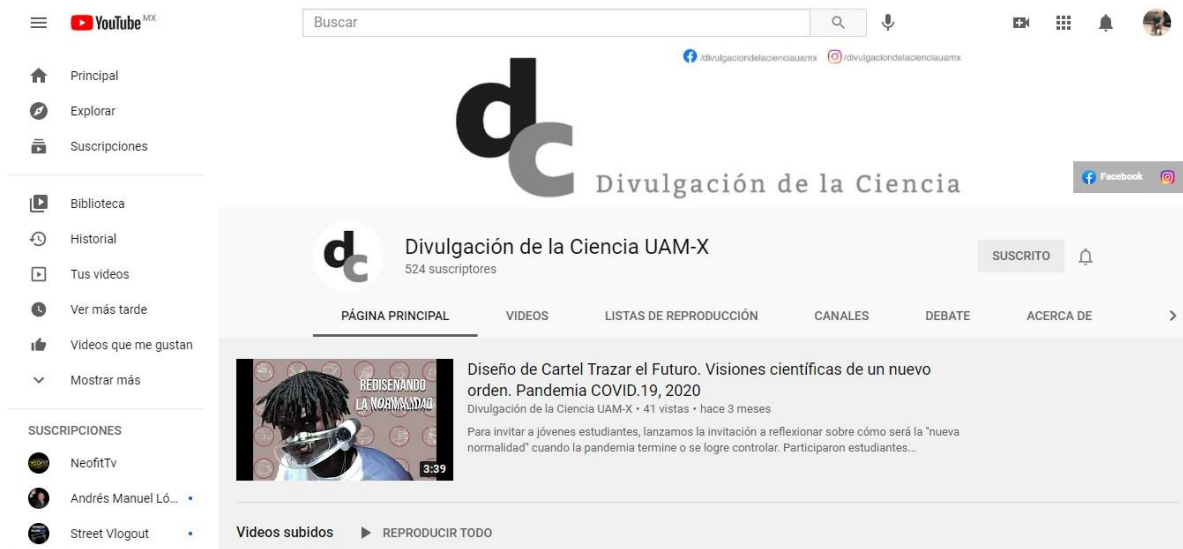 YouTube MX
Buscar
Principal
Explorar
Suscripciones
Biblioteca
Historial
Tus videos
Ver más tarde
Videos que me gustan
Mostrar más
SUSCRIPCIONES
NeofitTv
Andrés Manuel Ló...
Street Vlogout
/divulgaciondelacienciauamx /divulgaciondelacienciauamx
dc
Divulgación de la Ciencia
Facebook
dc
Divulgación de la Ciencia UAM-X
524 suscriptores
SUSCRITO
PÁGINA PRINCIPAL VIDEOS LISTAS DE REPRODUCCIÓN CANALES DEBATE ACERCA DE
REDISEÑANDO
LA NORMALIDAD
3:39
Diseño de Cartel Trazar el Futuro. Visiones científicas de un nuevo
orden. Pandemia COVID.19, 2020
Divulgación de la Ciencia UAM-X • 41 vistas • hace 3 meses
Para invitar a jóvenes estudiantes, lanzamos la invitación a reflexionar sobre cómo será la "nueva
normalidad" cuando la pandemia termine o se logre controlar. Participaron estudiantes...
Videos subidos REPRODUCIR TODO